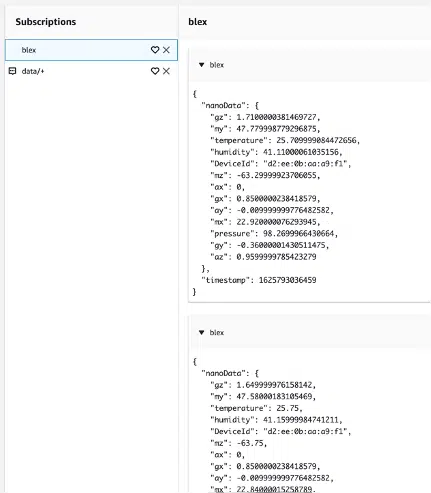 Subscriptions
blex
data/+
blex
blex
{
"nanoData": {
"gz": 1.7100000381469727,
"my": 47.779998779296875,
"temperature": 25.709999084472656,
"humidity": 41.11000061035156,
"DeviceId": "d2:ee:0b:aa:a9:f1",
"mz": -63.29999923706055,
"ax": 0,
"gx": 0.8500000238418579,
"ay": -0.009999999776482582,
"mx": 22.920000076293945,
"pressure": 98.2699966430664,
"gy": -0.36000001430511475,
"az": 0.9599999785423279
},
"timestamp": 1625793036459
}
blex
{
"nanoData": {
"gz": 1.649999976158142,
"my": 47.58000183105469,
"temperature": 25.75,
"humidity": 41.15999984741211,
"DeviceId": "d2:ee:0b:aa:a9:f1",
"mz": -63.75,
"ax": 0,
"gx": 0.8500000238418579,
"ay": -0.009999999776482582,
"mx": 22.84000015258789,